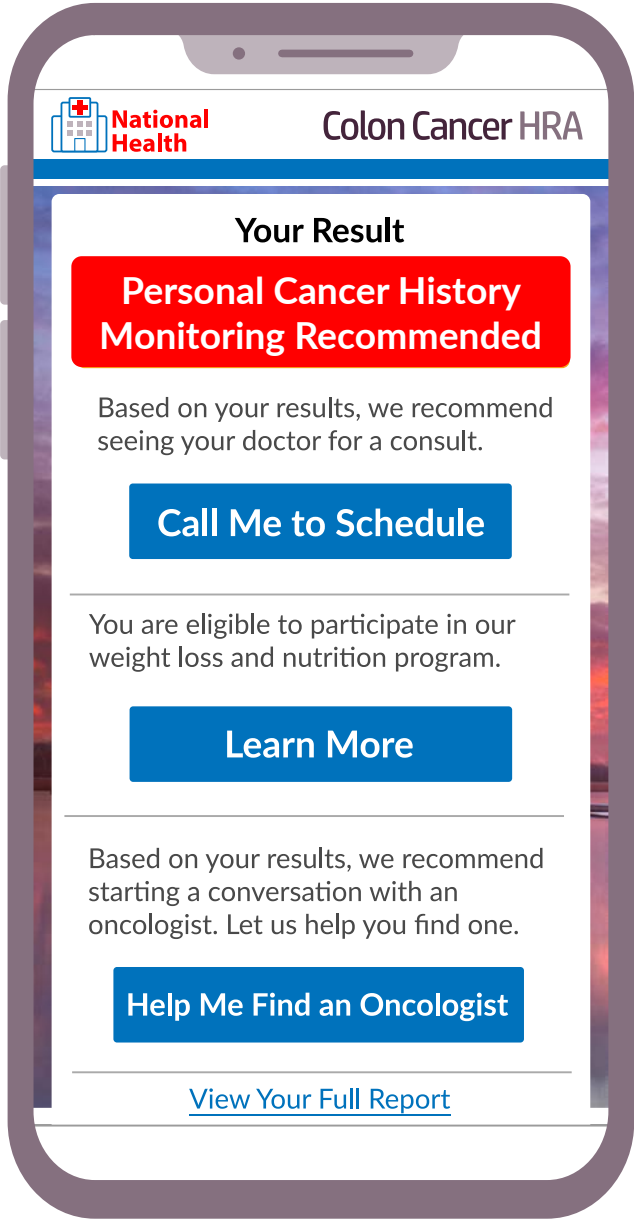 National
Health
Colon Cancer HRA
Your Result
Personal Cancer History
Monitoring Recommended
Based on your results, we recommend
seeing your doctor for a consult.
Call Me to Schedule
You are eligible to participate in our
weight loss and nutrition program.
Learn More
Based on your results, we recommend
starting a conversation with an
oncologist. Let us help you find one.
Help Me Find an Oncologist
View Your Full Report